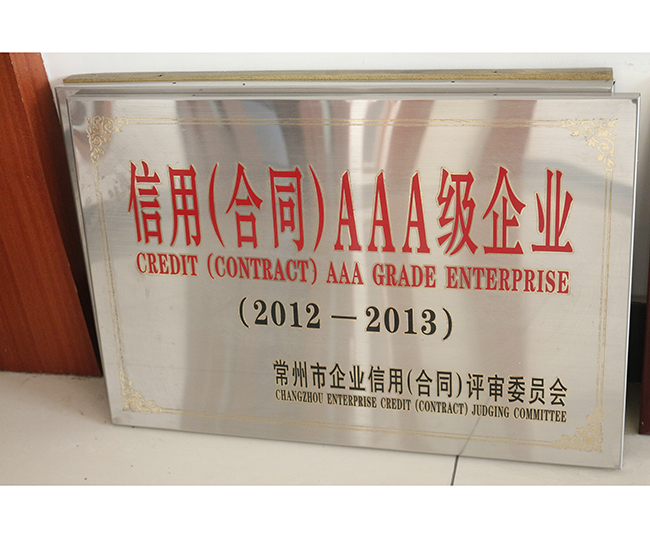 信用(合同)AAA级企业
CREDIT (CONTRACT) AAA GRADE ENTERPRISE
(2012－2013)
常州市企业信用(合同)评审委员会
CHANGZHOU ENTERPRISE CREDIT (CONTRACT) JUDGING COMMITTEE